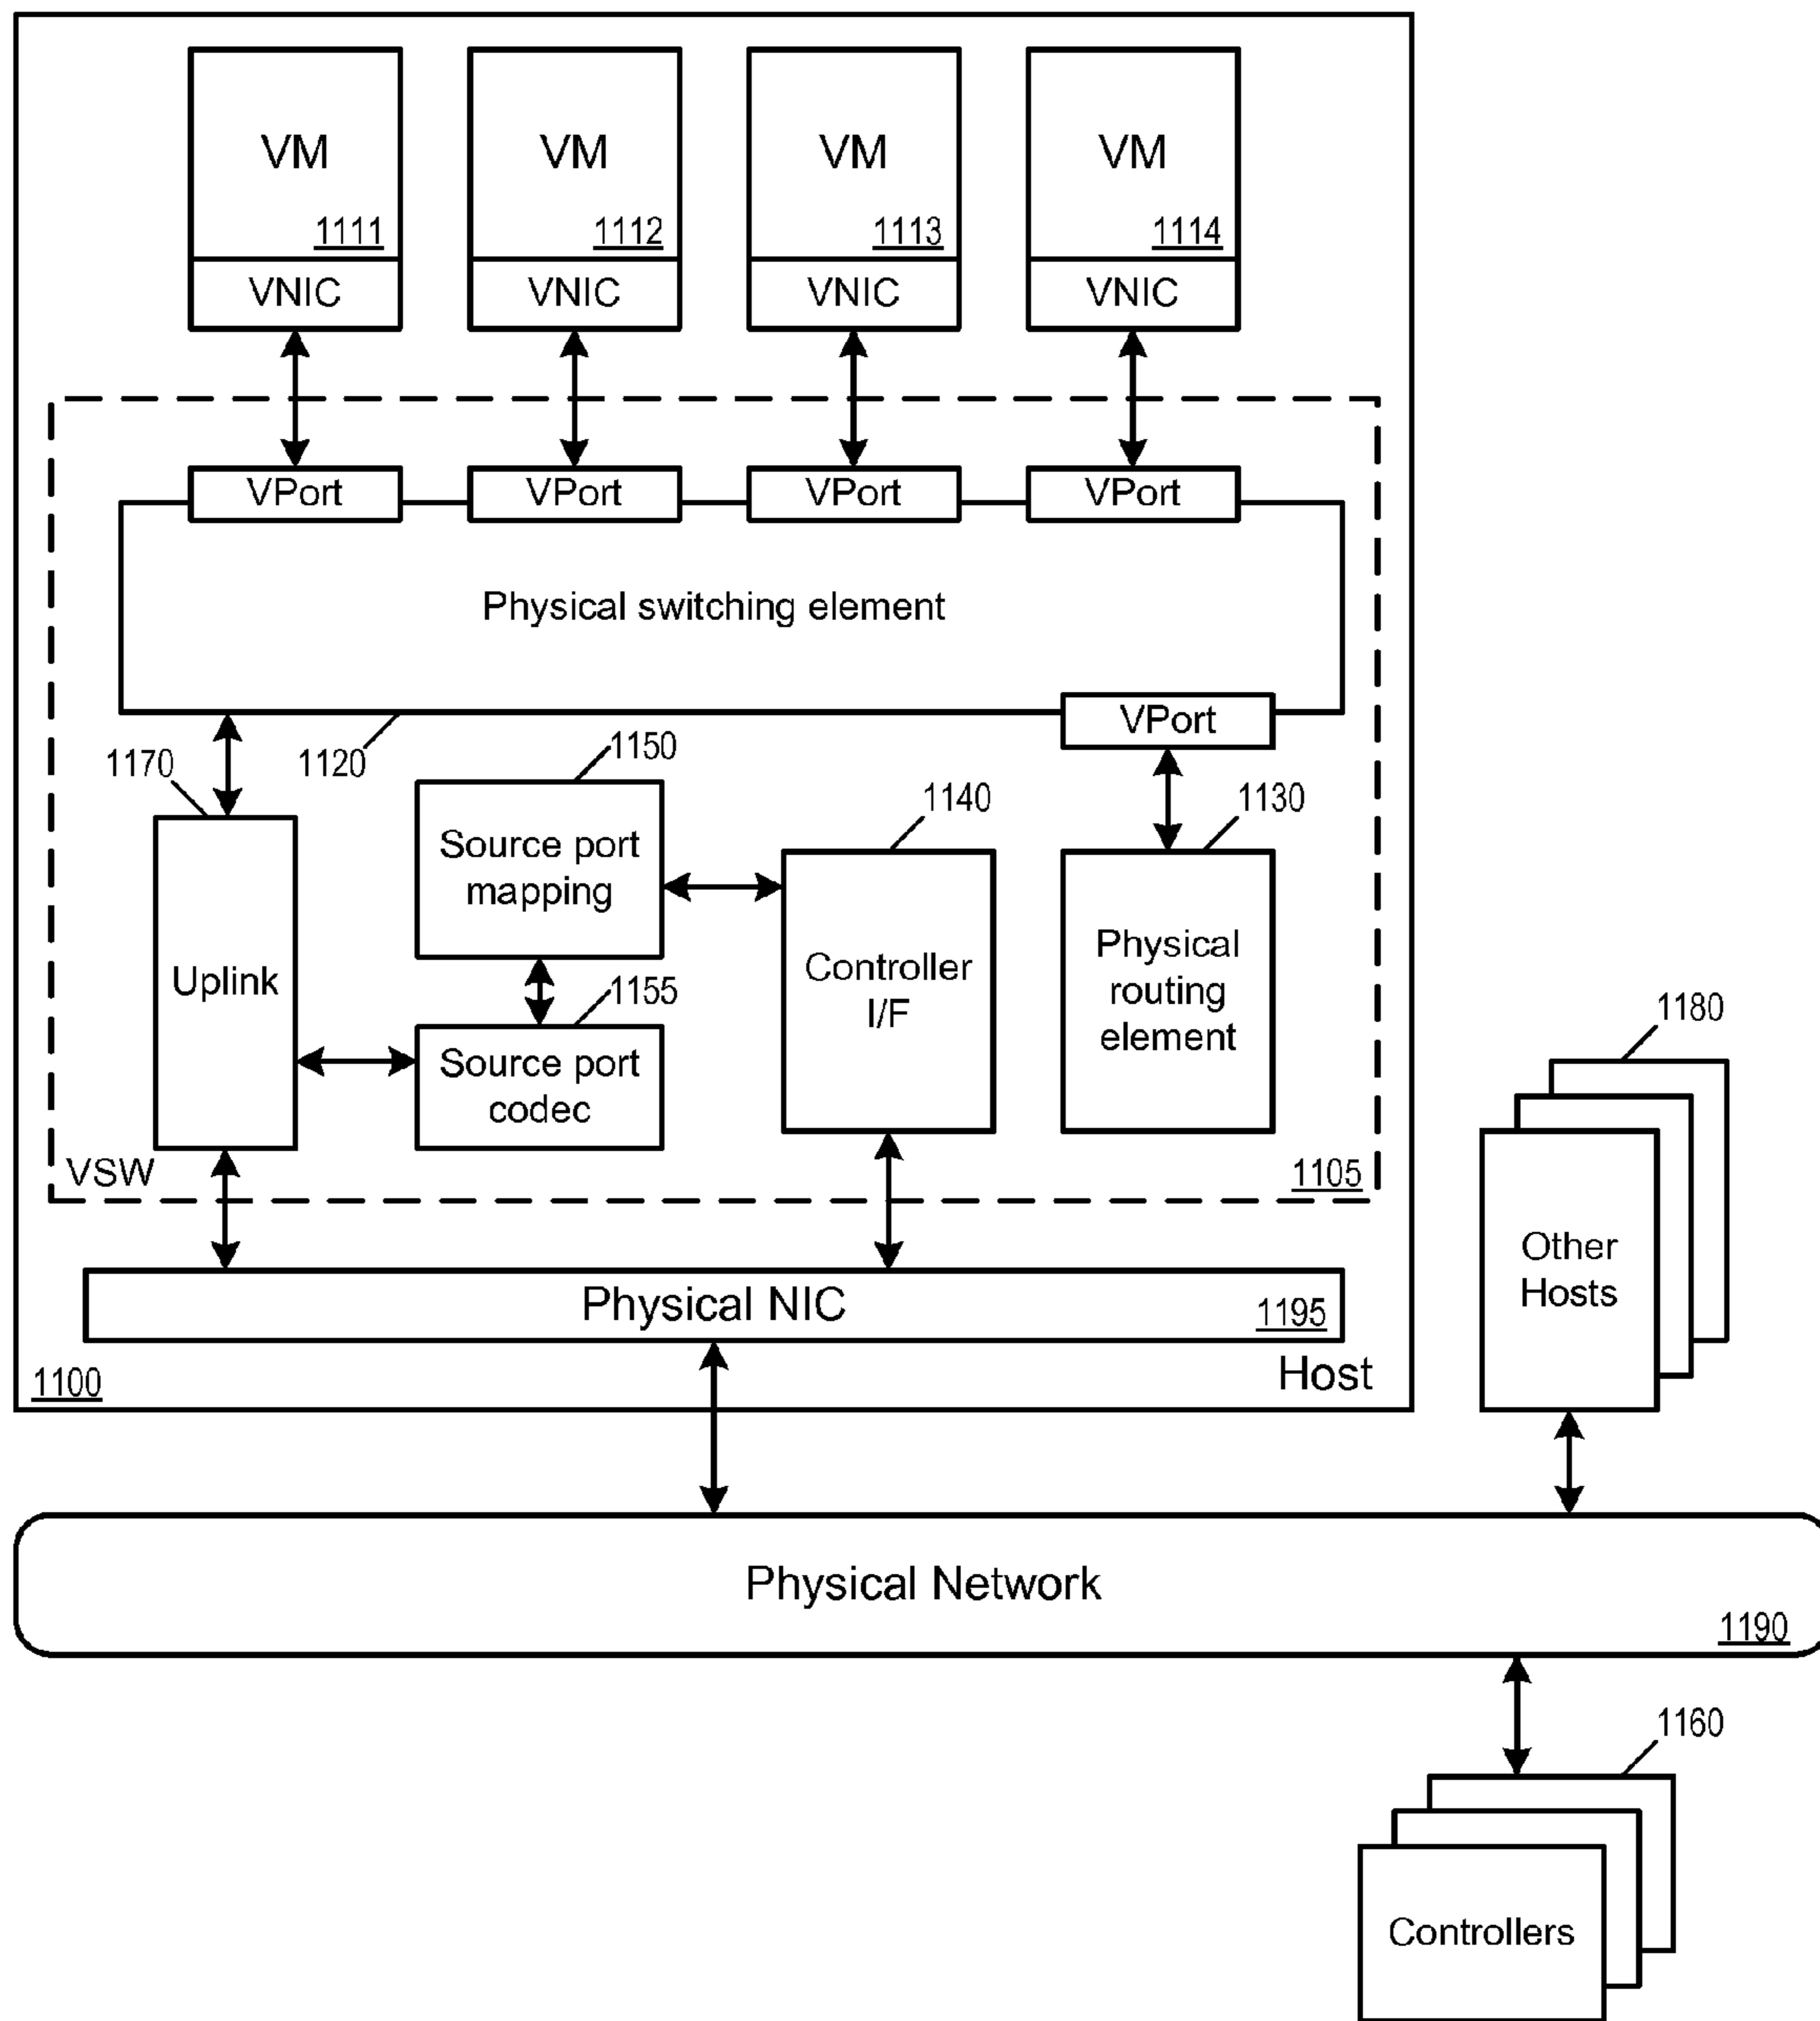 VM
1111
VNIC
VM
1112
VNIC
VM
1113
VNIC
VM
1114
VNIC
VPort
VPort
VPort
VPort
Physical switching element
VPort
1170
1120
1150
1140
1130
Uplink
Source port
mapping
1155
Source port
codec
Controller
I/F
Physical
routing
element
VSW
1105
Physical NIC
1195
1100
Host
1180
Other
Hosts
Physical Network
1190
1160
Controllers